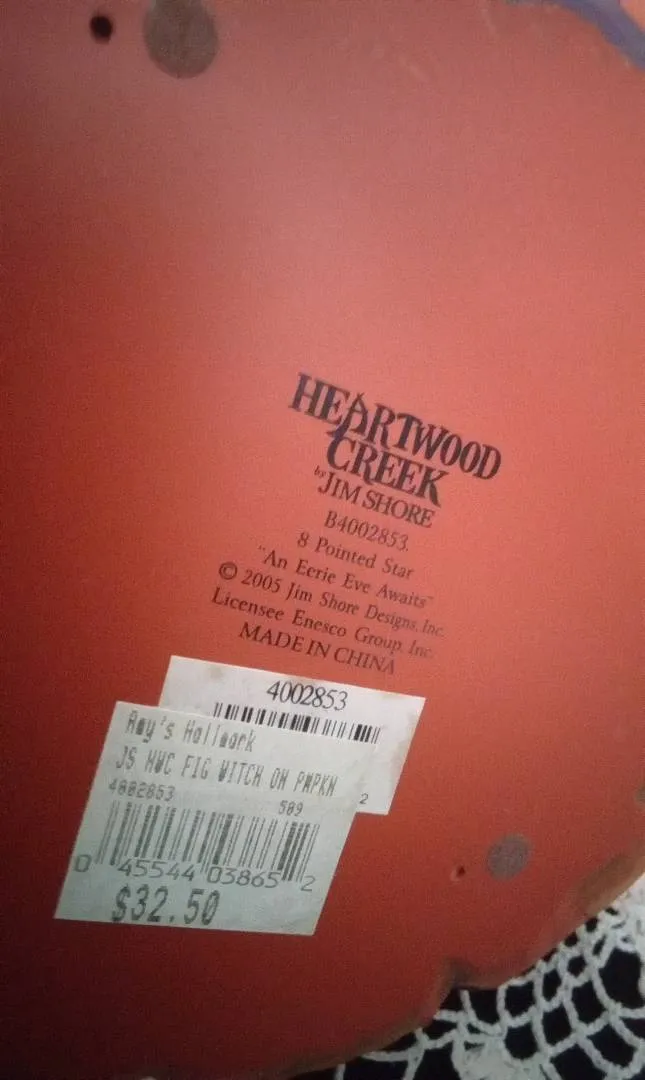 HEARTWOOD
CREEK
by JIM SHORE
B4002853.
8 Pointed Star
"An Eerie Eve Awaits"
© 2005 Jim Shore Designs, Inc.
Licensee Enesco Group, Inc.
MADE IN CHINA
4002853
2
Ray's Hallmark
JS HWC FIG WITCH ON PMPKN
4002853 509
0 45544 03865 2
$32.50